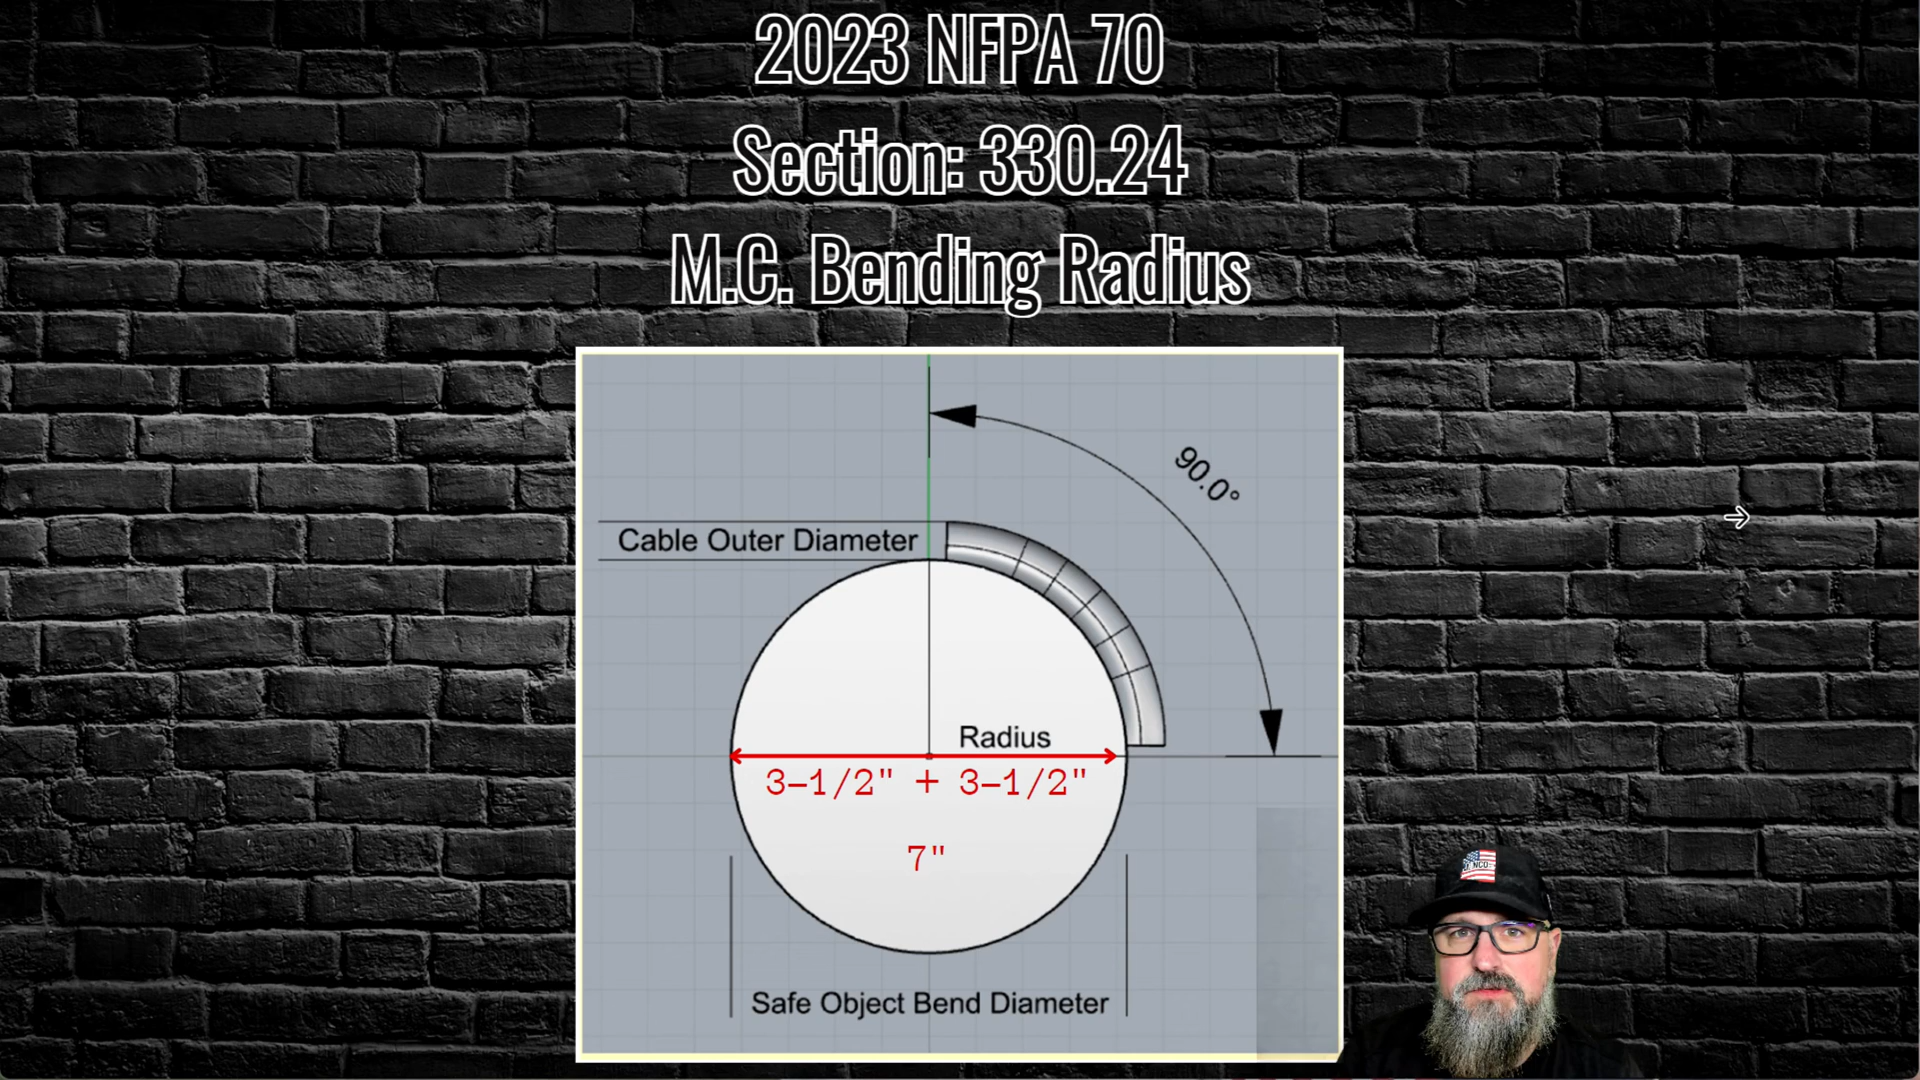 2023 NFPA 70
Section: 330.24
M.C. Bending Radius
90.0°
Cable Outer Diameter
Radius
3-1/2" + 3-1/2"
7"
Safe Object Bend Diameter